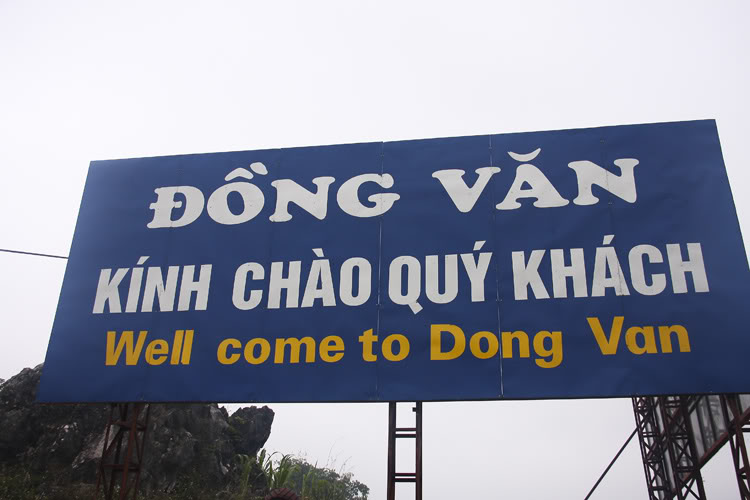 ĐỒNG VĂN
KÍNH CHÀO QUÝ KHÁCH
Well come to Dong Van